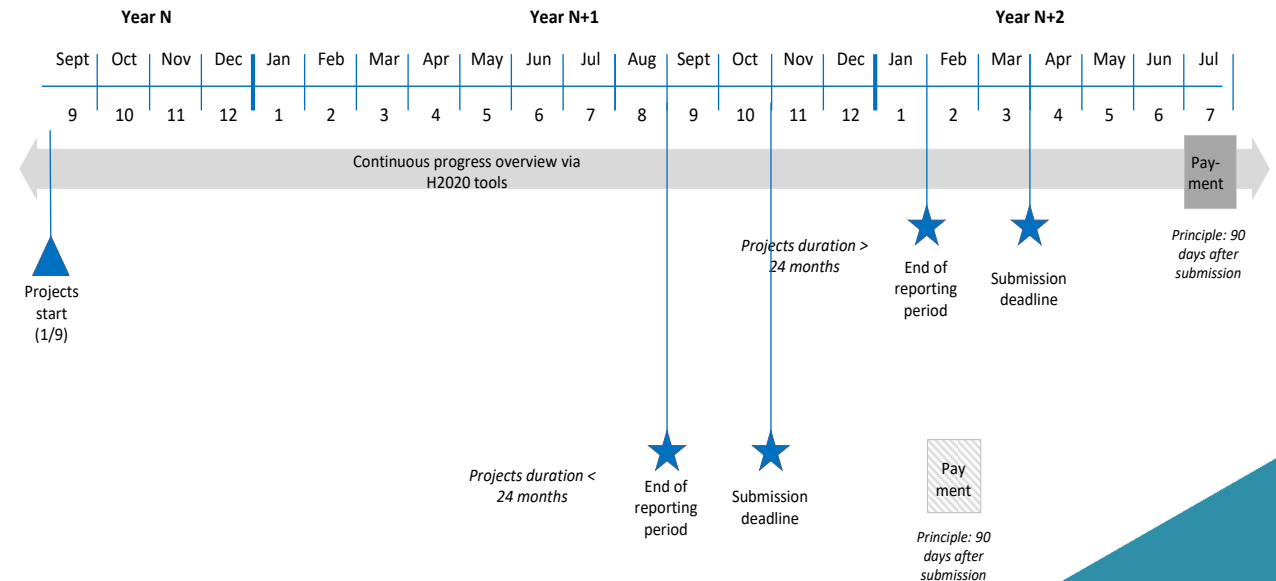 Year N Year N+1 Year N+2
Sept Oct Nov Dec Jan Feb Mar Apr May Jun Jul Aug Sept Oct Nov Dec Jan Feb Mar Apr May Jun Jul
9 10 11 12 1 2 3 4 5 6 7 8 9 10 11 12 1 2 3 4 5 6 7
Continuous progress overview via
H2020 tools
Pay-
ment
Projects
start
(1/9)
Projects duration >
24 months
End of
reporting
period
Submission
deadline
Principle: 90
days after
submission
Projects duration <
24 months
End of
reporting
period
Submission
deadline
Pay
ment
Principle: 90
days after
submission